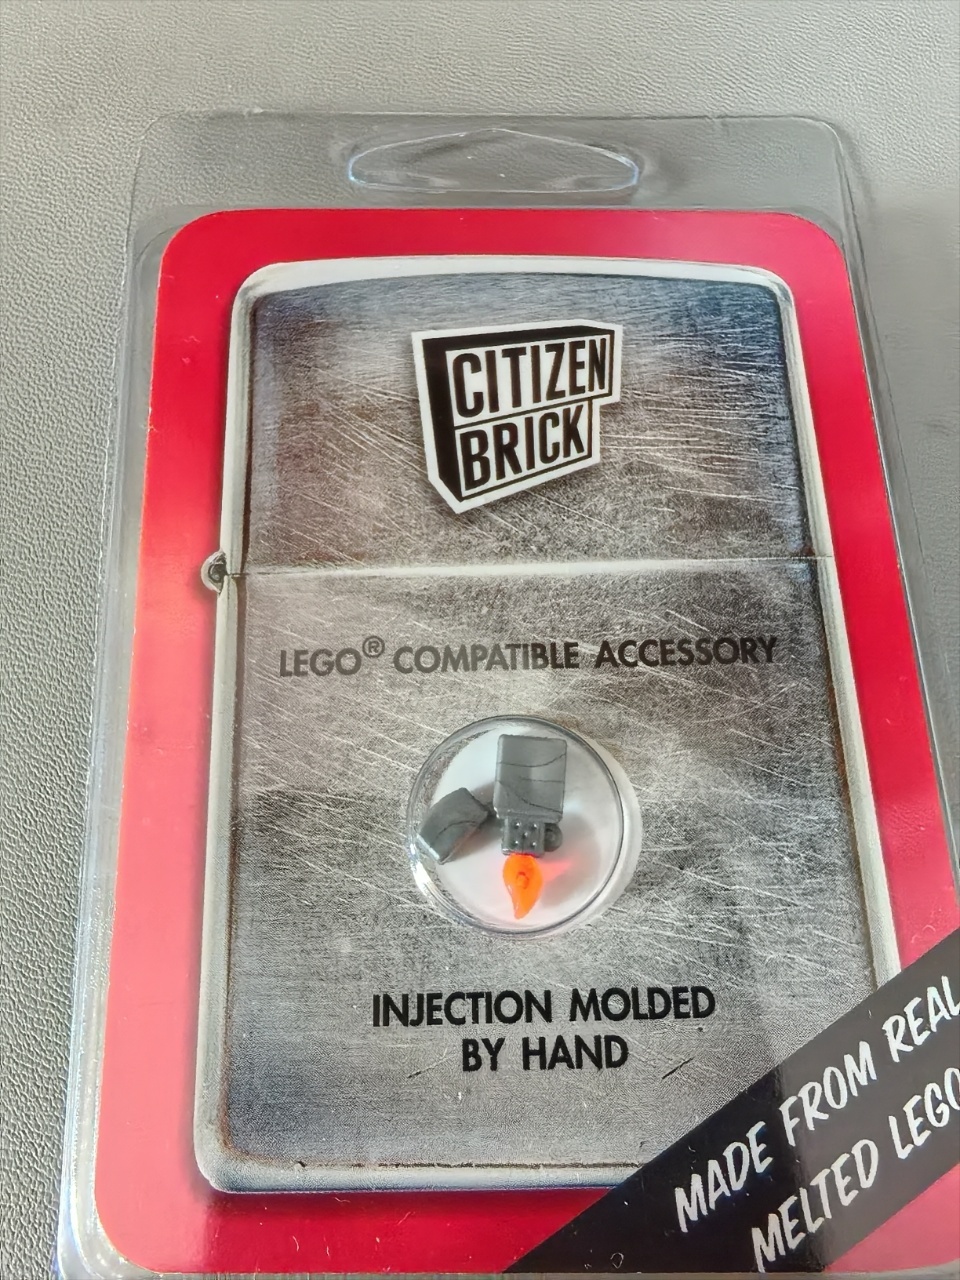 CITIZEN
BRICK
LEGO® COMPATIBLE ACCESSORY
INJECTION MOLDED
BY HAND
MADE FROM REAL
MELTED LEGO